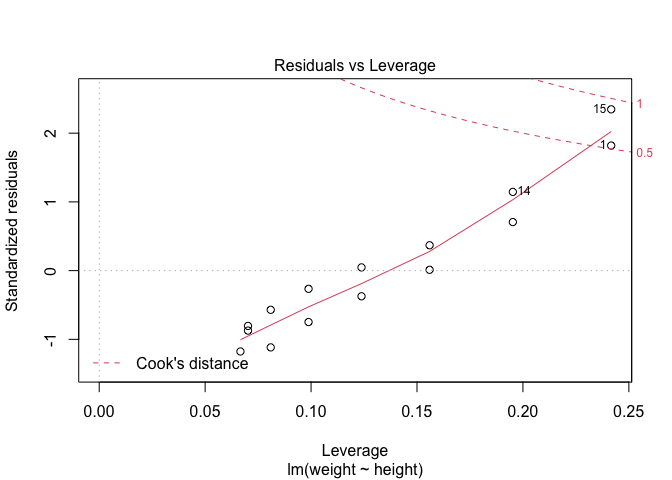 Residuals vs Leverage
Standardized residuals
2
1
0
-1
15
1
14
1
0.5
Cook's distance
0.00 0.05 0.10 0.15 0.20 0.25
Leverage
lm(weight ~ height)